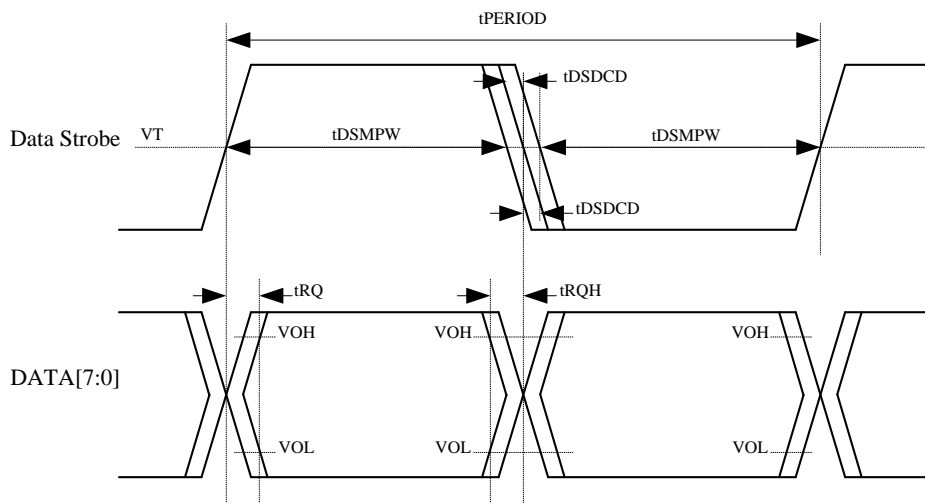 tPERIOD
tDSDCD
Data Strobe
VT
tDSMPW
tDSMPW
tDSDCD
tRQ
tRQH
VOH
VOH
VOH
DATA[7:0]
VOL
VOL
VOL